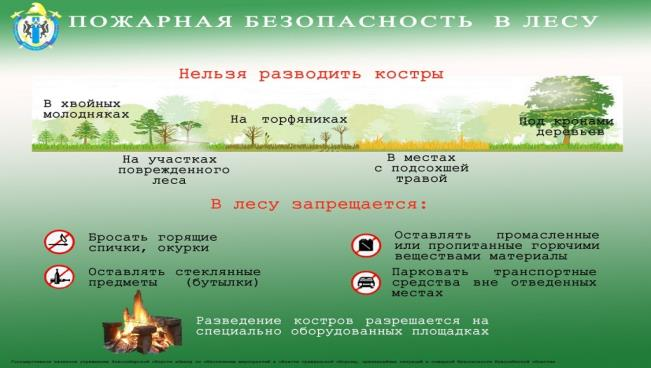 ПОЖАРНАЯ БЕЗОПАСНОСТЬ В ЛЕСУ
Нельзя разводить костры
В хвойных
молодняках
На участках
поврежденного
леса
На торфяниках
В местах
с подсохшей
травой
Под кронами
деревьев
В лесу запрещается:
Бросать горящие
спички, окурки
Оставлять стеклянные
предметы (бутылки)
Оставлять промасленные
или пропитанные горючими
веществами материалы
Парковать транспортные
средства вне отведенных
местах
Разведение костров разрешается на
специально оборудованных площадках